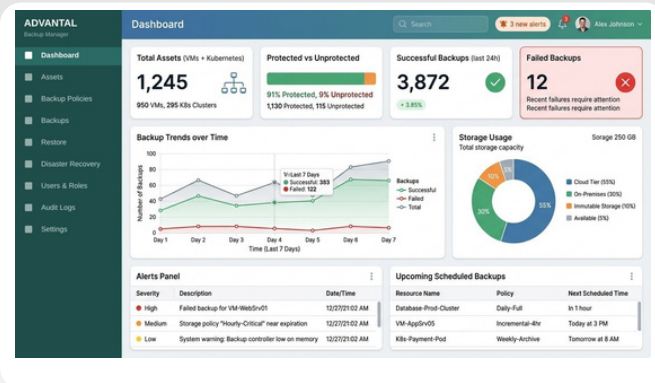 ADVANTAL
Backup Manager
Dashboard
Assets
Backup Policies
Backups
Restore
Disaster Recovery
Users & Roles
Audit Logs
Settings
Dashboard
Search
3 new alerts
Alex Johnson
Total Assets (VMs + Kubernetes)
1,245
950 VMs, 295 K8s Clusters
Protected vs Unprotected
91% Protected, 9% Unprotected
1,130 Protected, 115 Unprotected
Successful Backups (last 24h)
3,872
+ 3.85%
Failed Backups
12
Recent failures require attention
Recent failures require attention
Backup Trends over Time
Number of Backups
100
80
60
40
20
0
Day 1
Day 2
Day 3
Day 4
Day 5
Day 6
Day 7
Time (Last 7 Days)
Last 7 Days
Successful: 383
Failed: 122
Backups
Successful
Failed
Total
Storage Usage
Sorage 250 GB
Total storage capacity
55%
30%
10%
5%
Cloud Tier (55%)
On-Premises (30%)
Immutable Storage (10%)
Available (5%)
Alerts Panel
Severity Description Date/Time
High Failed backup for VM-WebSrv01 12/27/21:02 AM
Medium Storage policy "Hourly-Critical" near expiration 12/27/21:02 AM
Low System warning: Backup controller low on memory 12/27/21:02 AM
Upcoming Scheduled Backups
Resource Name Policy Next Scheduled Time
Database-Prod-Cluster Daily-Full In 1 hour
VM-AppSrv05 Incremental-4hr Today at 3 PM
K8s-Payment-Pod Weekly-Archive Tomorrow at 8 AM